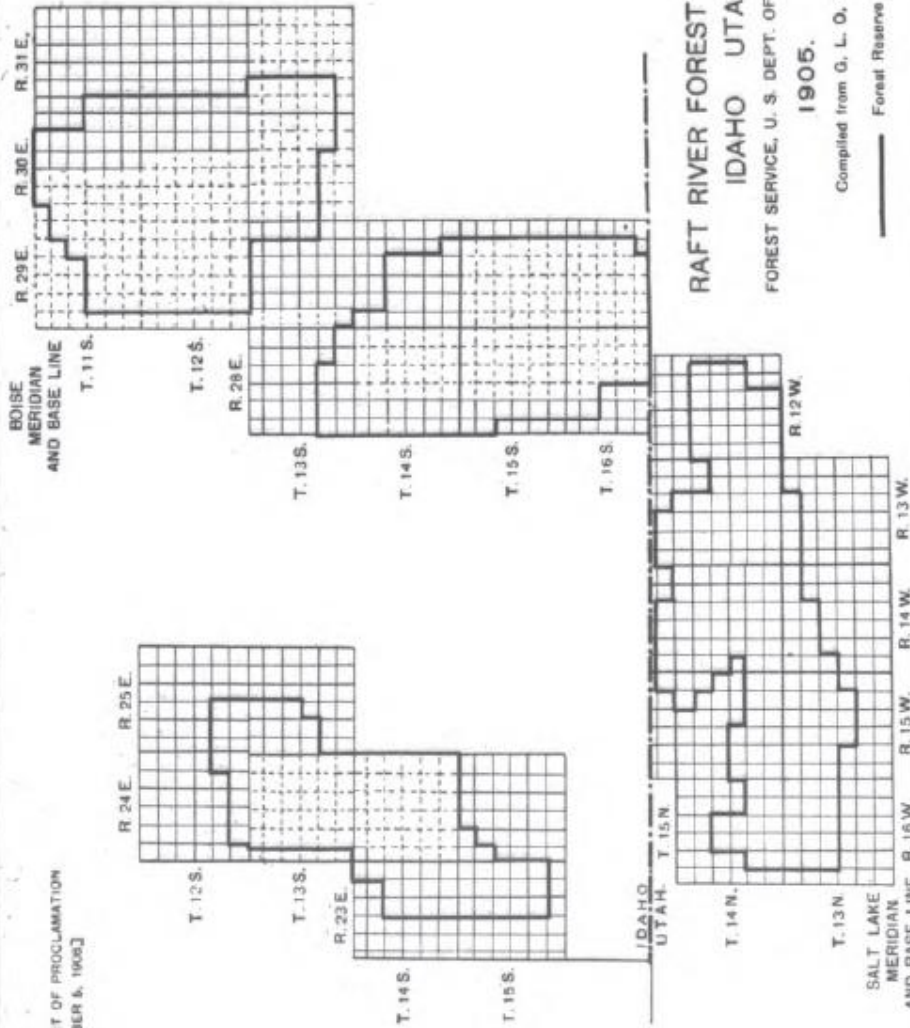 T OF PROCLAMATION
BER 5, 1906]
BOISE
MERIDIAN
AND BASE LINE
R. 29 E.
R. 30 E.
R. 31 E.
T. 11 S.
T. 12 S.
R. 28 E.
T. 13 S.
T. 14 S.
T. 15 S.
T. 16 S.
R. 24 E.
R. 25 E.
T. 12 S.
T. 13 S.
R. 23 E.
T. 14 S.
T. 15 S.
IDAHO
UTAH
T. 15 N.
T. 14 N.
T. 13 N.
R. 12 W.
R. 13 W.
R. 14 W.
R. 15 W.
R. 16 W.
SALT LAKE
MERIDIAN
AND BASE LINE
RAFT RIVER FOREST
IDAHO UTA
FOREST SERVICE, U. S. DEPT. OF
1905.
Compiled from G. L. O.
Forest Reserve